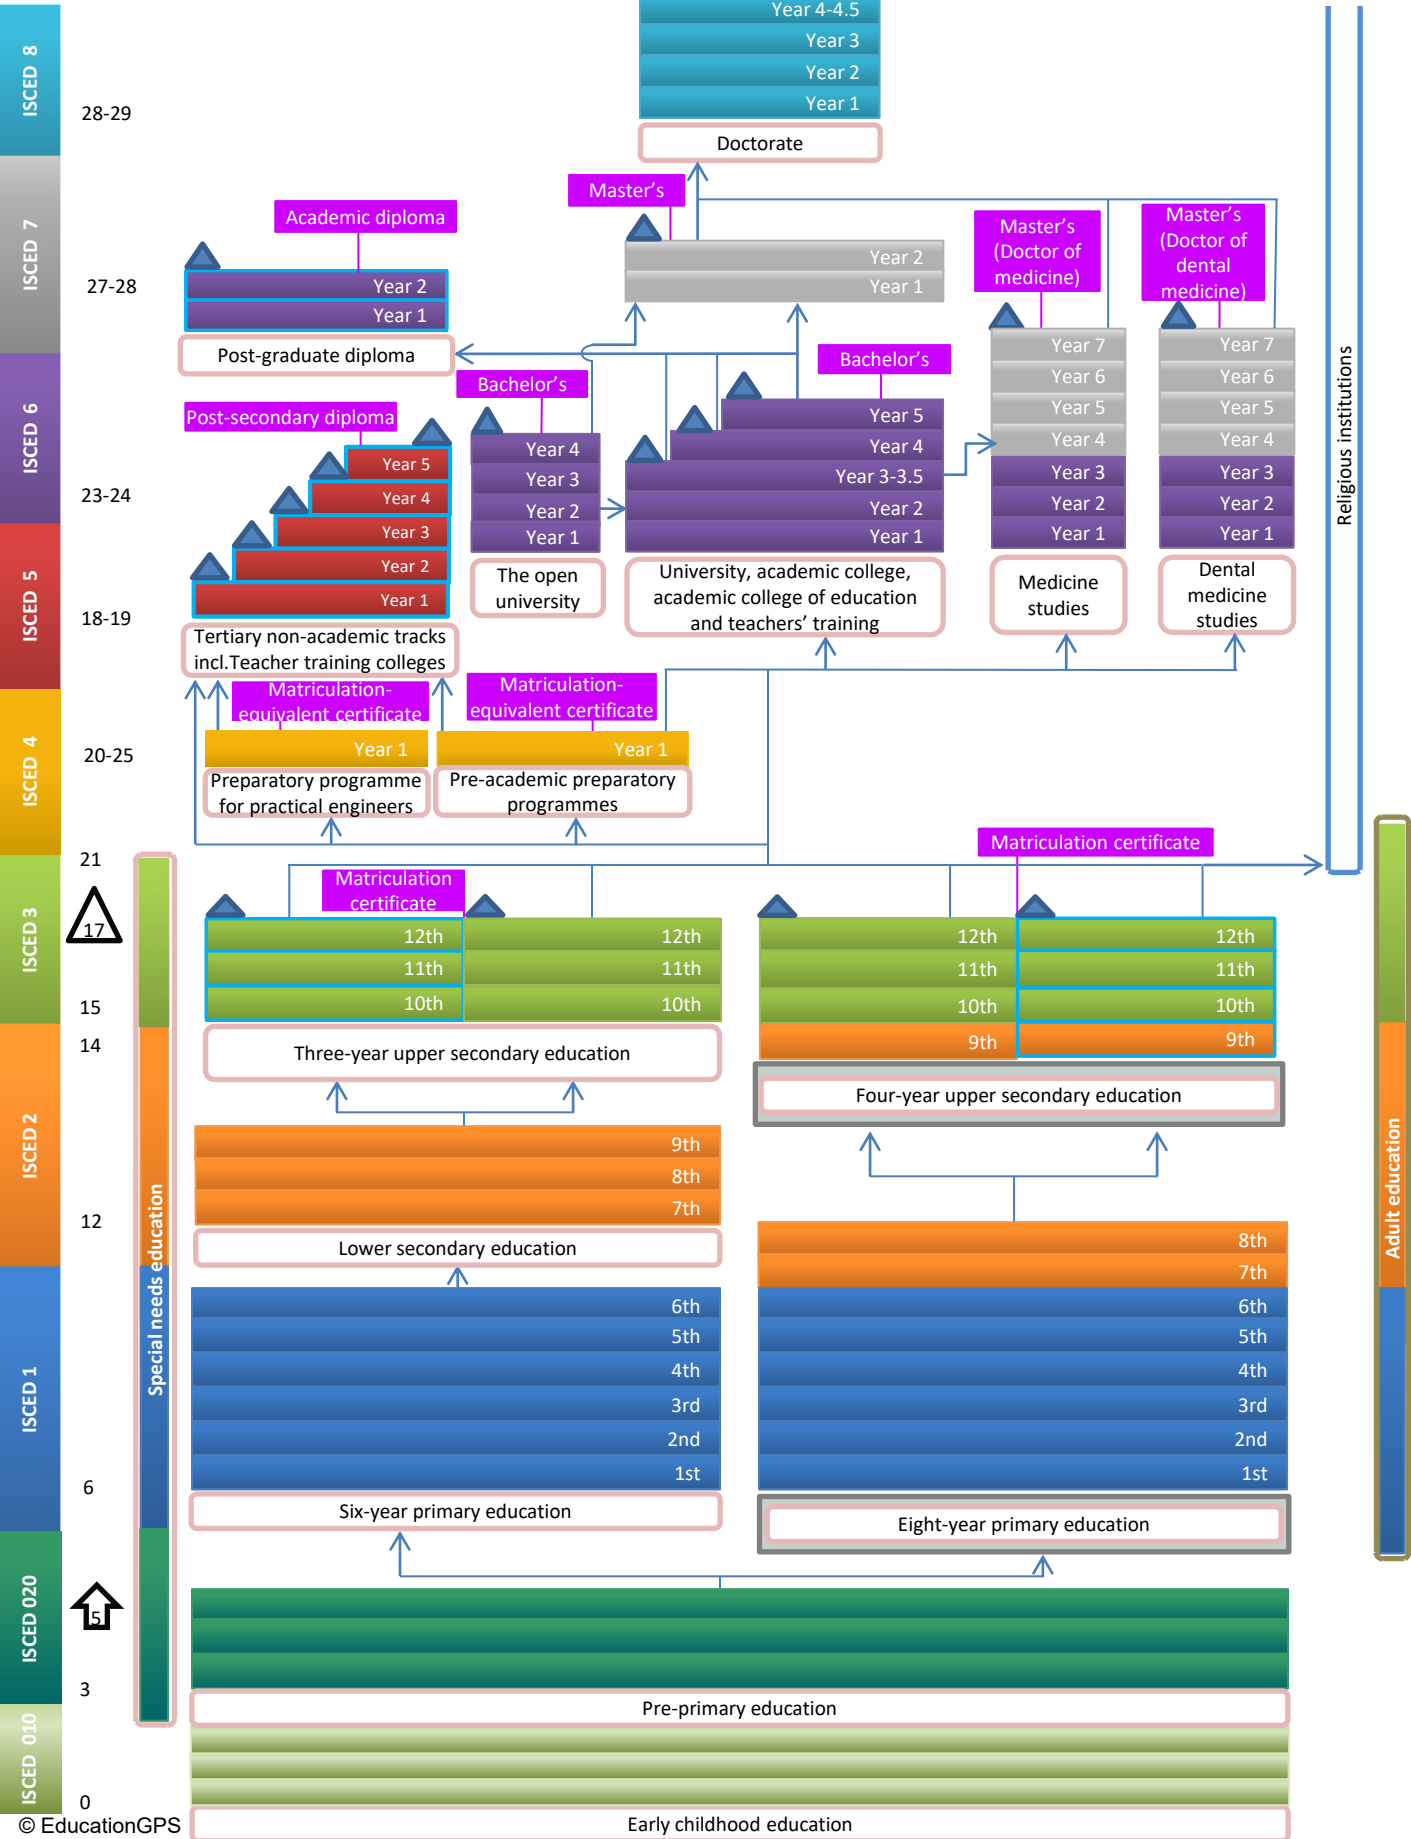 Year 4-4.5
Year 3
Year 2
Year 1
Doctorate
ISCED 8
28-29
Master's
Year 2
Year 1
Academic diploma
Year 2
Year 1
Post-graduate diploma
ISCED 7
27-28
Master's
(Doctor of
medicine)
Year 7
Year 6
Year 5
Year 4
Year 3
Year 2
Year 1
Medicine
studies
Master's
(Doctor of
dental
medicine)
Year 7
Year 6
Year 5
Year 4
Year 3
Year 2
Year 1
Dental
medicine
studies
Religious institutions
ISCED 6
23-24
Post-secondary diploma
Year 5
Year 4
Year 3
Year 2
Year 1
Tertiary non-academic tracks
incl.Teacher training colleges
Bachelor's
Year 4
Year 3
Year 2
Year 1
The open
university
Bachelor's
Year 5
Year 4
Year 3-3.5
Year 2
Year 1
University, academic college,
academic college of education
and teachers' training
ISCED 5
18-19
ISCED 4
20-25
Matriculation-
equivalent certificate
Year 1
Preparatory programme
for practical engineers
Matriculation-
equivalent certificate
Year 1
Pre-academic preparatory
programmes
ISCED 3
21
17
15
Matriculation
certificate
12th
11th
10th
12th
11th
10th
Three-year upper secondary education
Matriculation certificate
12th
11th
10th
9th
12th
11th
10th
9th
Four-year upper secondary education
ISCED 2
14
12
9th
8th
7th
Lower secondary education
Special needs education
Adult education
ISCED 1
6
6th
5th
4th
3rd
2nd
1st
Six-year primary education
8th
7th
6th
5th
4th
3rd
2nd
1st
Eight-year primary education
ISCED 020
5
3
Pre-primary education
ISCED 010
0
Early childhood education
© EducationGPS